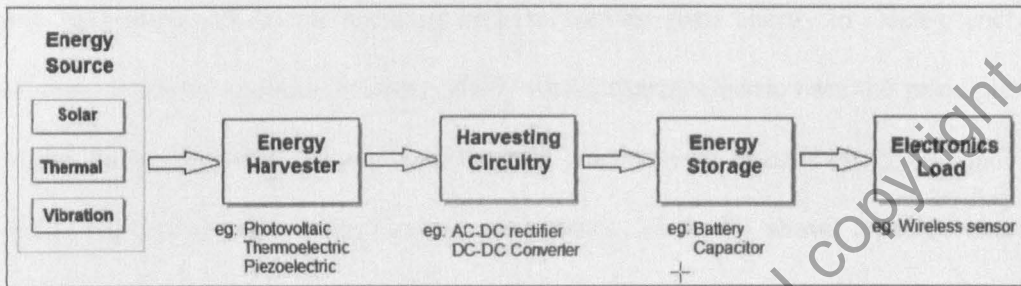 Energy
Source
Solar
Thermal
Vibration
Energy
Harvester
eg: Photovoltaic
Thermoelectric
Piezoelectric
Harvesting
Circuitry
eg: AC-DC rectifier
DC-DC Converter
Energy
Storage
eg: Battery
Capacitor
Electronics
Load
eg: Wireless sensor
copyright